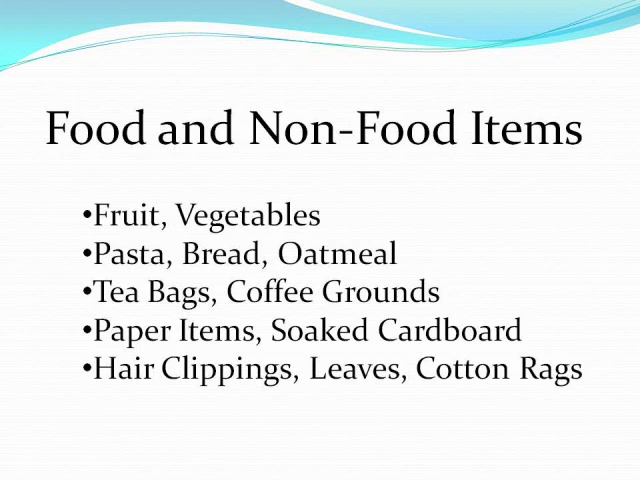 Food and Non-Food Items
•Fruit, Vegetables
•Pasta, Bread, Oatmeal
•Tea Bags, Coffee Grounds
•Paper Items, Soaked Cardboard
•Hair Clippings, Leaves, Cotton Rags